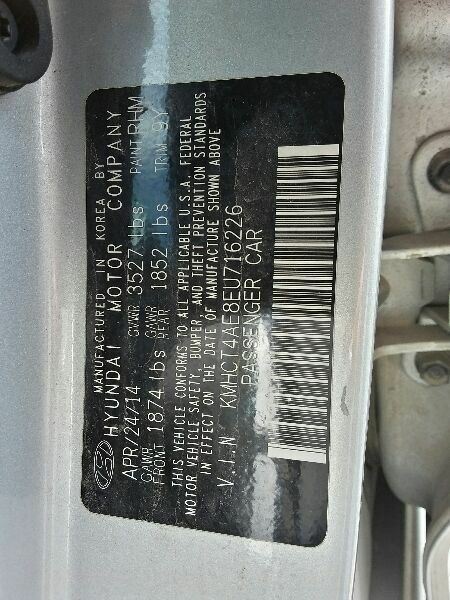 MANUFACTURED IN KOREA BY
HYUNDAI MOTOR COMPANY
APR/24/14 GVWR 3527 lbs PAINT RHM
GAWR FRONT 1874 lbs GAWR REAR 1852 lbs TRIM 9Y
THIS VEHICLE CONFORMS TO ALL APPLICABLE U.S.A. FEDERAL
MOTOR VEHICLE SAFETY, BUMPER, AND THEFT PREVENTION STANDARDS
IN EFFECT ON THE DATE OF MANUFACTURE SHOWN ABOVE
V.I.N KMHCT4AE8EU716226
PASSENGER CAR